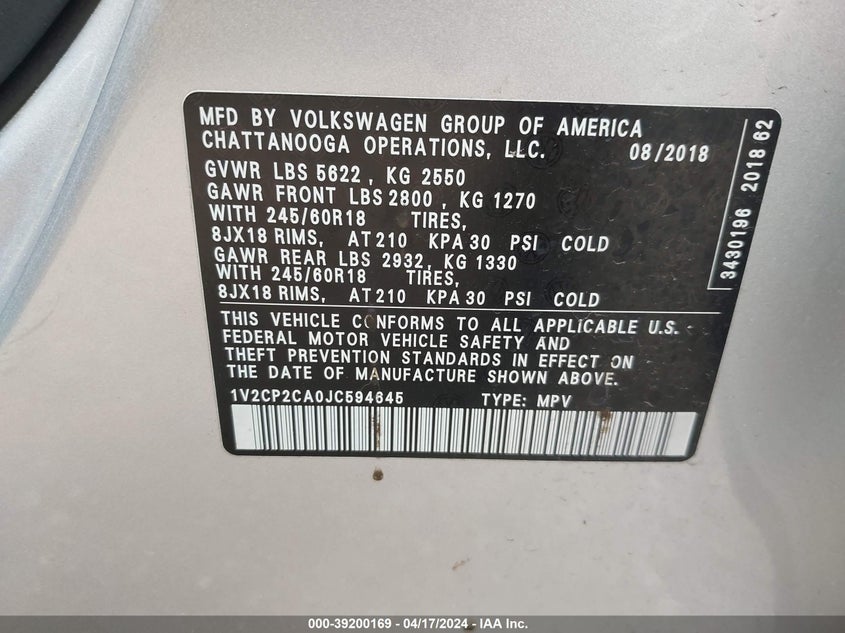 MFD BY VOLKSWAGEN GROUP OF AMERICA
CHATTANOOGA OPERATIONS, LLC. 08/2018
GVWR LBS 5622 , KG 2550
GAWR FRONT LBS 2800 , KG 1270
WITH 245/60R18 TIRES,
8JX18 RIMS, AT 210 KPA 30 PSI COLD
GAWR REAR LBS 2932, KG 1330
WITH 245/60R18 TIRES,
8JX18 RIMS, AT 210 KPA 30 PSI COLD
THIS VEHICLE CONFORMS TO ALL APPLICABLE U.S.
FEDERAL MOTOR VEHICLE SAFETY AND
THEFT PREVENTION STANDARDS IN EFFECT ON
THE DATE OF MANUFACTURE SHOWN ABOVE.
1V2CP2CA0JC594645 TYPE: MPV
3430196 2018 62
000-39200169 - 04/17/2024 - IAA Inc.